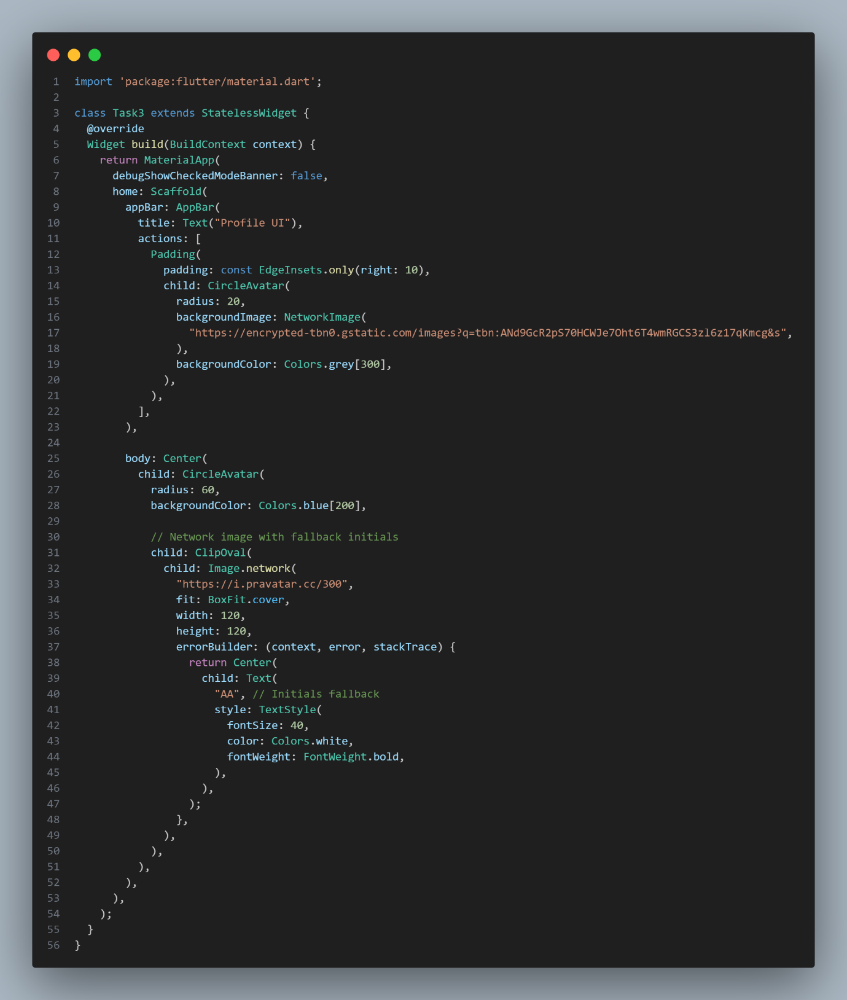 1 import 'package:flutter/material.dart';
2
3 class Task3 extends StatelessWidget {
4   @override
5   Widget build(BuildContext context) {
6     return MaterialApp(
7       debugShowCheckedModeBanner: false,
8       home: Scaffold(
9         appBar: AppBar(
10           title: Text("Profile UI"),
11           actions: [
12             Padding(
13               padding: const EdgeInsets.only(right: 10),
14               child: CircleAvatar(
15                 radius: 20,
16                 backgroundImage: NetworkImage(
17                   "https://encrypted-tbn0.gstatic.com/images?q=tbn:ANd9GcR2pS70HCWJe7Oht6T4wmRGCS3zl6z17qKmcg&s",
18                 ),
19                 backgroundColor: Colors.grey[300],
20               ),
21             ),
22           ],
23         ),
24
25         body: Center(
26           child: CircleAvatar(
27             radius: 60,
28             backgroundColor: Colors.blue[200],
29
30             // Network image with fallback initials
31             child: ClipOval(
32               child: Image.network(
33                 "https://i.pravatar.cc/300",
34                 fit: BoxFit.cover,
35                 width: 120,
36                 height: 120,
37                 errorBuilder: (context, error, stackTrace) {
38                   return Center(
39                     child: Text(
40                       "AA", // Initials fallback
41                       style: TextStyle(
42                         fontSize: 40,
43                         color: Colors.white,
44                         fontWeight: FontWeight.bold,
45                       ),
46                     ),
47                   );
48                 },
49               ),
50             ),
51           ),
52         ),
53       ),
54     );
55   }
56 }